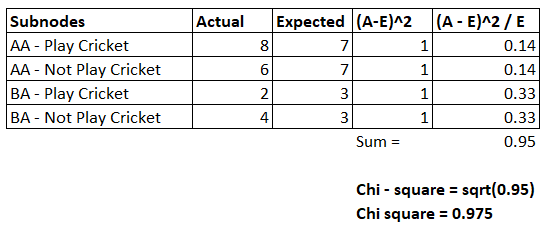 Subnodes Actual Expected (A-E)^2 (A - E)^2 / E
AA - Play Cricket 8 7 1 0.14
AA - Not Play Cricket 6 7 1 0.14
BA - Play Cricket 2 3 1 0.33
BA - Not Play Cricket 4 3 1 0.33
Sum = 0.95
Chi - square = sqrt(0.95)
Chi square = 0.975